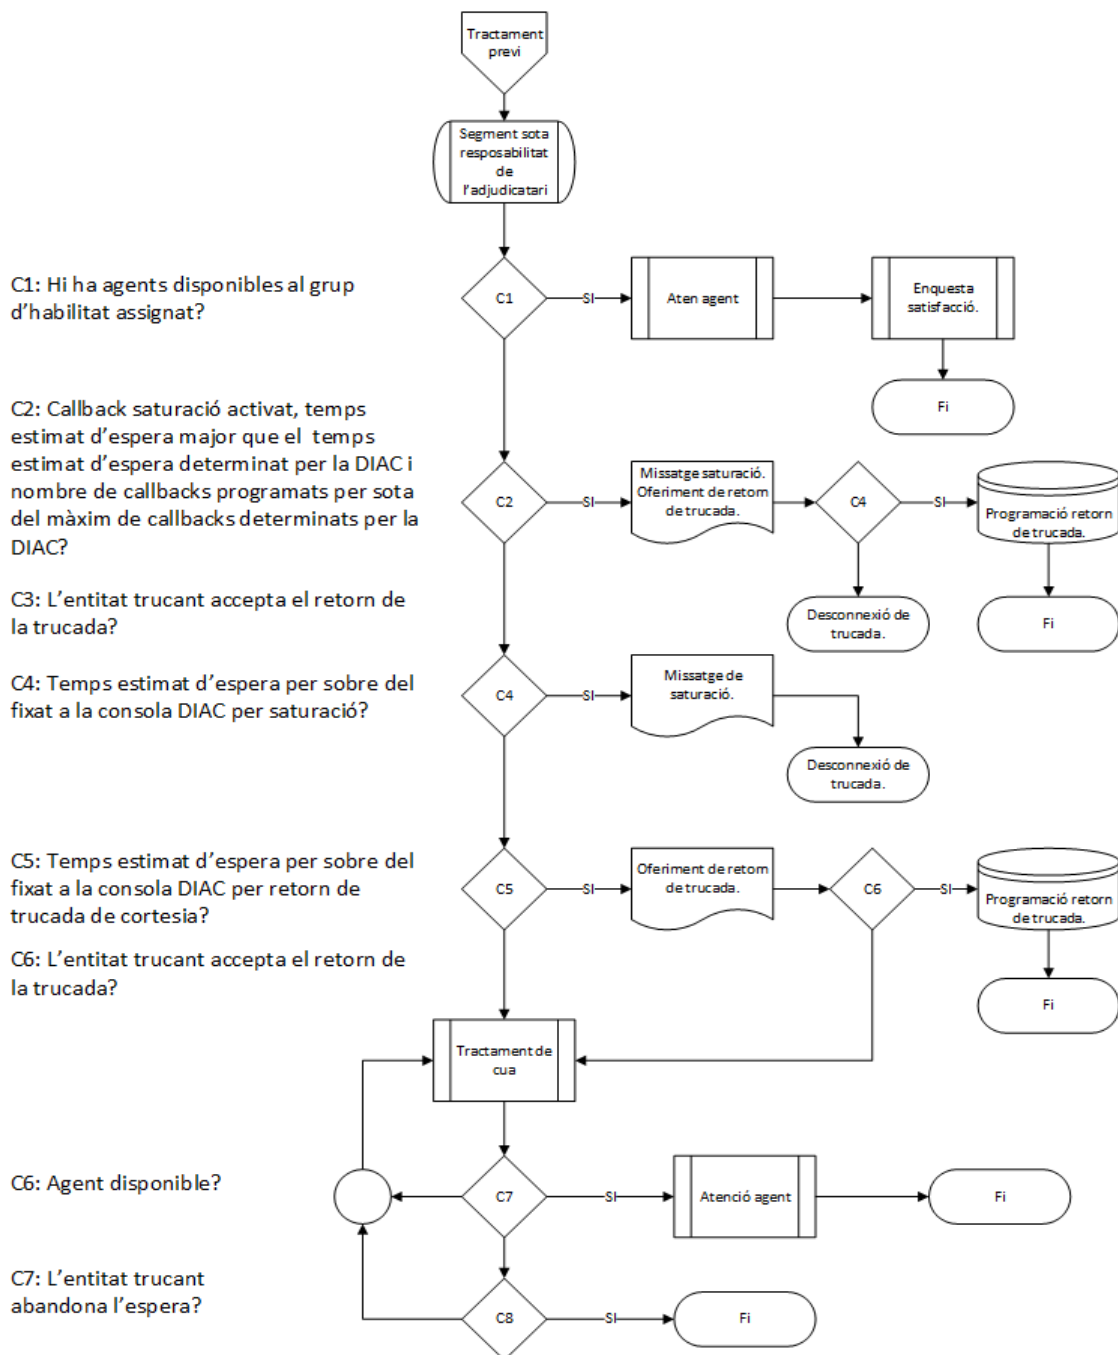 Tractament
previ
Segment sota
resposabilitat
de
l'adjudicatari
C1: Hi ha agents disponibles al grup
d'habilitat assignat?
C1
SI
Aten agent
Enquesta
satisfacció.
Fi
C2: Callback saturació activat, temps
estimat d'espera major que el temps
estimat d'espera determinat per la DIAC i
nombre de callbacks programats per sota
del màxim de callbacks determinats per la
DIAC?
C2
SI
Missatge saturació.
Oferiment de retorn
de trucada.
C4
SI
Programació retorn
de trucada.
Desconnexió de
trucada.
Fi
C3: L'entitat trucant accepta el retorn de
la trucada?
C4: Temps estimat d'espera per sobre del
fixat a la consola DIAC per saturació?
C4
SI
Missatge de
saturació.
Desconnexió de
trucada.
C5: Temps estimat d'espera per sobre del
fixat a la consola DIAC per retorn de
trucada de cortesia?
C5
SI
Oferiment de retorn
de trucada.
C6
SI
Programació retorn
de trucada.
Fi
C6: L'entitat trucant accepta el retorn de
la trucada?
Tractament de
cua
C6: Agent disponible?
C7
SI
Atenció agent
Fi
C7: L'entitat trucant
abandona l'espera?
C8
SI
Fi